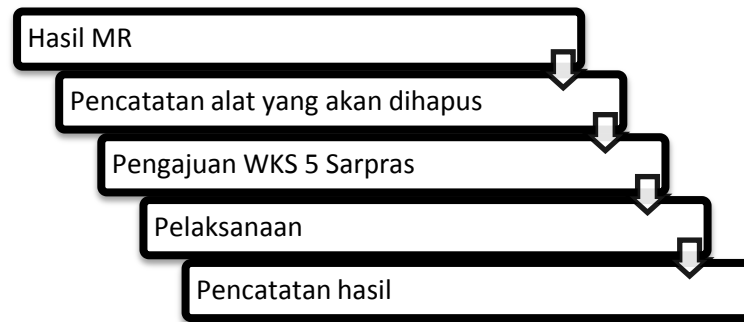 Hasil MR
Pencatatan alat yang akan dihapus
Pengajuan WKS 5 Sarpras
Pelaksanaan
Pencatatan hasil